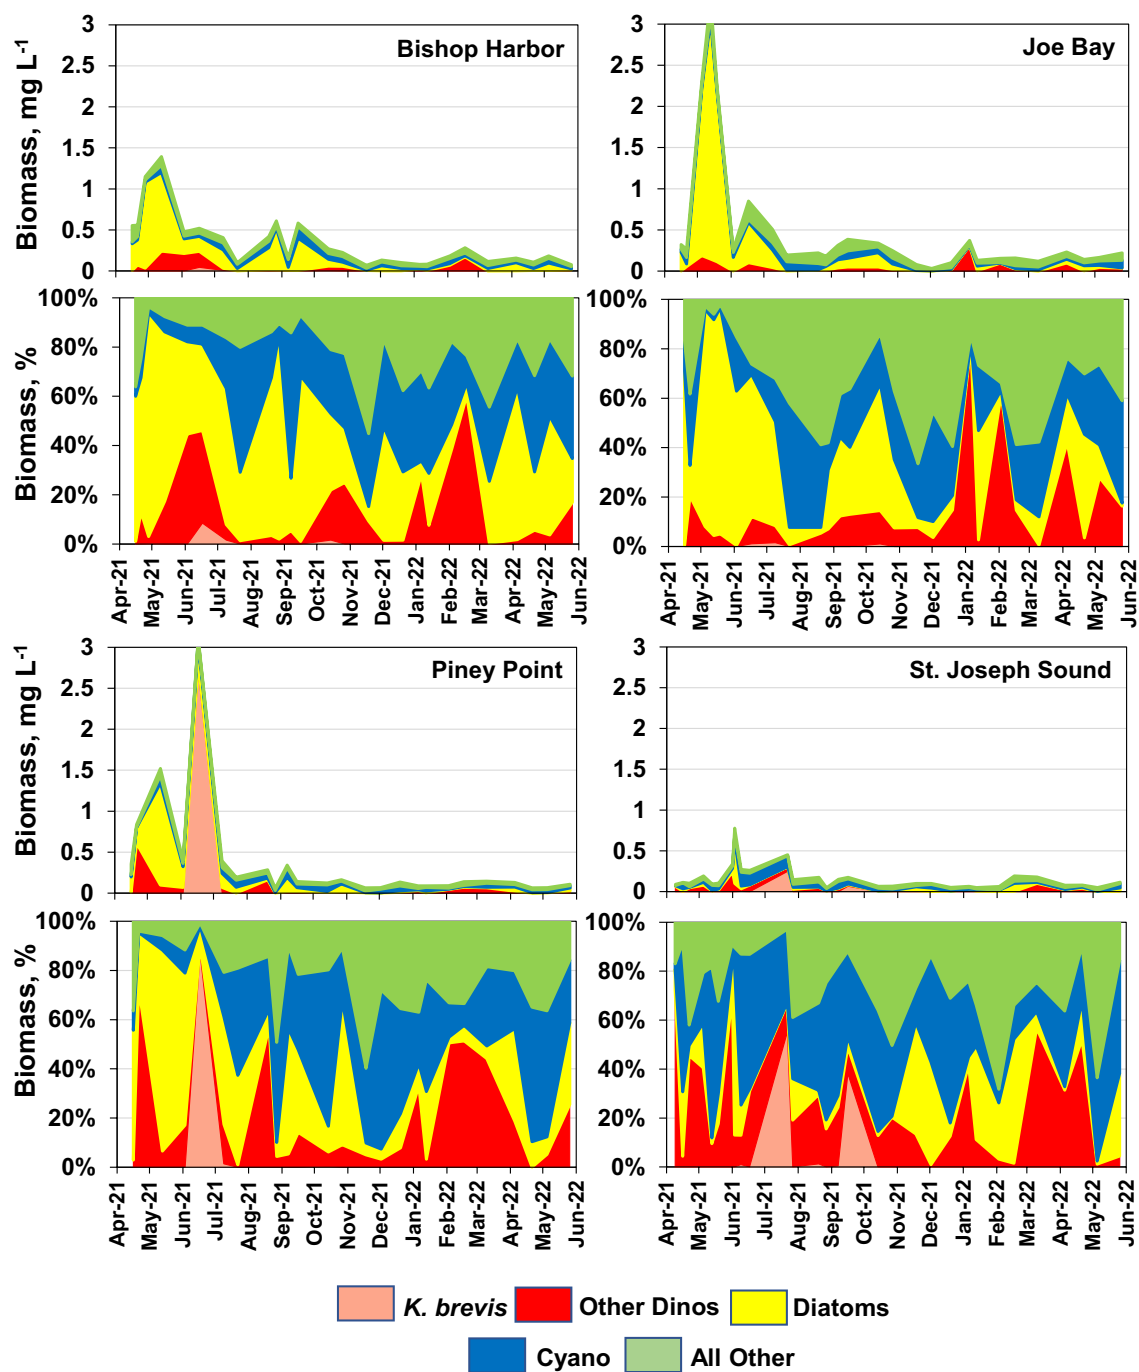 Bishop Harbor
Biomass, mg L-1
3
2.5
2
1.5
1
0.5
0
Biomass, %
100%
80%
60%
40%
20%
0%
Apr-21
May-21
Jun-21
Jul-21
Aug-21
Sep-21
Oct-21
Nov-21
Dec-21
Jan-22
Feb-22
Mar-22
Apr-22
May-22
Jun-22
Joe Bay
3
2.5
2
1.5
1
0.5
0
100%
80%
60%
40%
20%
0%
Apr-21
May-21
Jun-21
Jul-21
Aug-21
Sep-21
Oct-21
Nov-21
Dec-21
Jan-22
Feb-22
Mar-22
Apr-22
May-22
Jun-22
Piney Point
Biomass, mg L-1
3
2.5
2
1.5
1
0.5
0
Biomass, %
100%
80%
60%
40%
20%
0%
Apr-21
May-21
Jun-21
Jul-21
Aug-21
Sep-21
Oct-21
Nov-21
Dec-21
Jan-22
Feb-22
Mar-22
Apr-22
May-22
Jun-22
St. Joseph Sound
3
2.5
2
1.5
1
0.5
0
100%
80%
60%
40%
20%
0%
Apr-21
May-21
Jun-21
Jul-21
Aug-21
Sep-21
Oct-21
Nov-21
Dec-21
Jan-22
Feb-22
Mar-22
Apr-22
May-22
Jun-22
K. brevis Other Dinos Diatoms
Cyano All Other